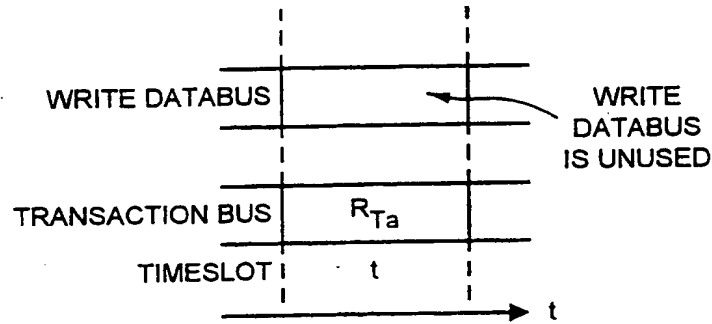 WRITE DATABUS
WRITE
DATABUS
IS UNUSED
TRANSACTION BUS
R_Ta
TIMESLOT
t
t